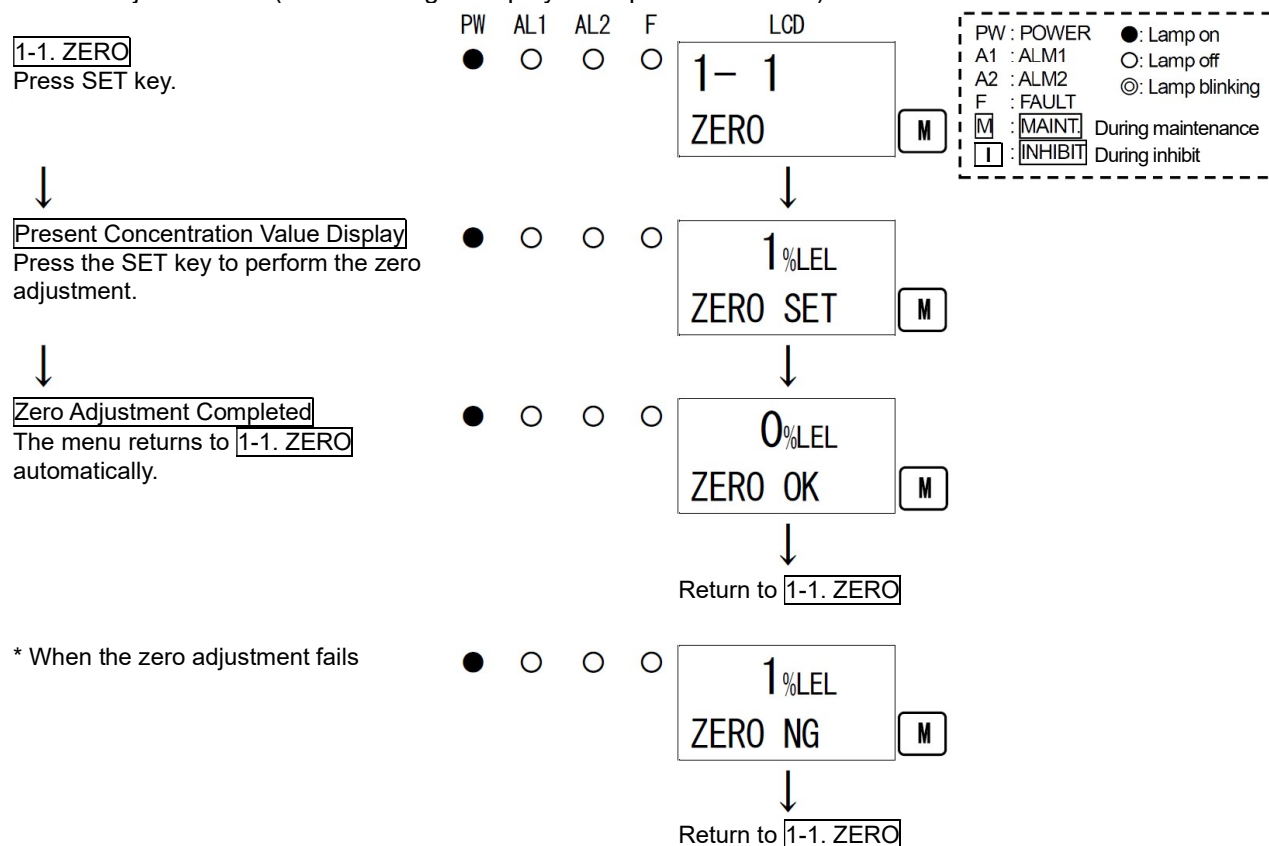 PW AL1 AL2 F LCD
1-1. ZERO
Press SET key.
● ○ ○ ○
1- 1
ZERO
M
PW : POWER ●: Lamp on
A1 : ALM1 ○: Lamp off
A2 : ALM2 ◎: Lamp blinking
F : FAULT
M : MAINT. During maintenance
I : INHIBIT During inhibit
↓ ↓
Present Concentration Value Display
Press the SET key to perform the zero
adjustment.
● ○ ○ ○
1%LEL
ZERO SET
M
↓ ↓
Zero Adjustment Completed
The menu returns to 1-1. ZERO
automatically.
● ○ ○ ○
0%LEL
ZERO OK
M
↓
Return to 1-1. ZERO
* When the zero adjustment fails
● ○ ○ ○
1%LEL
ZERO NG
M
↓
Return to 1-1. ZERO